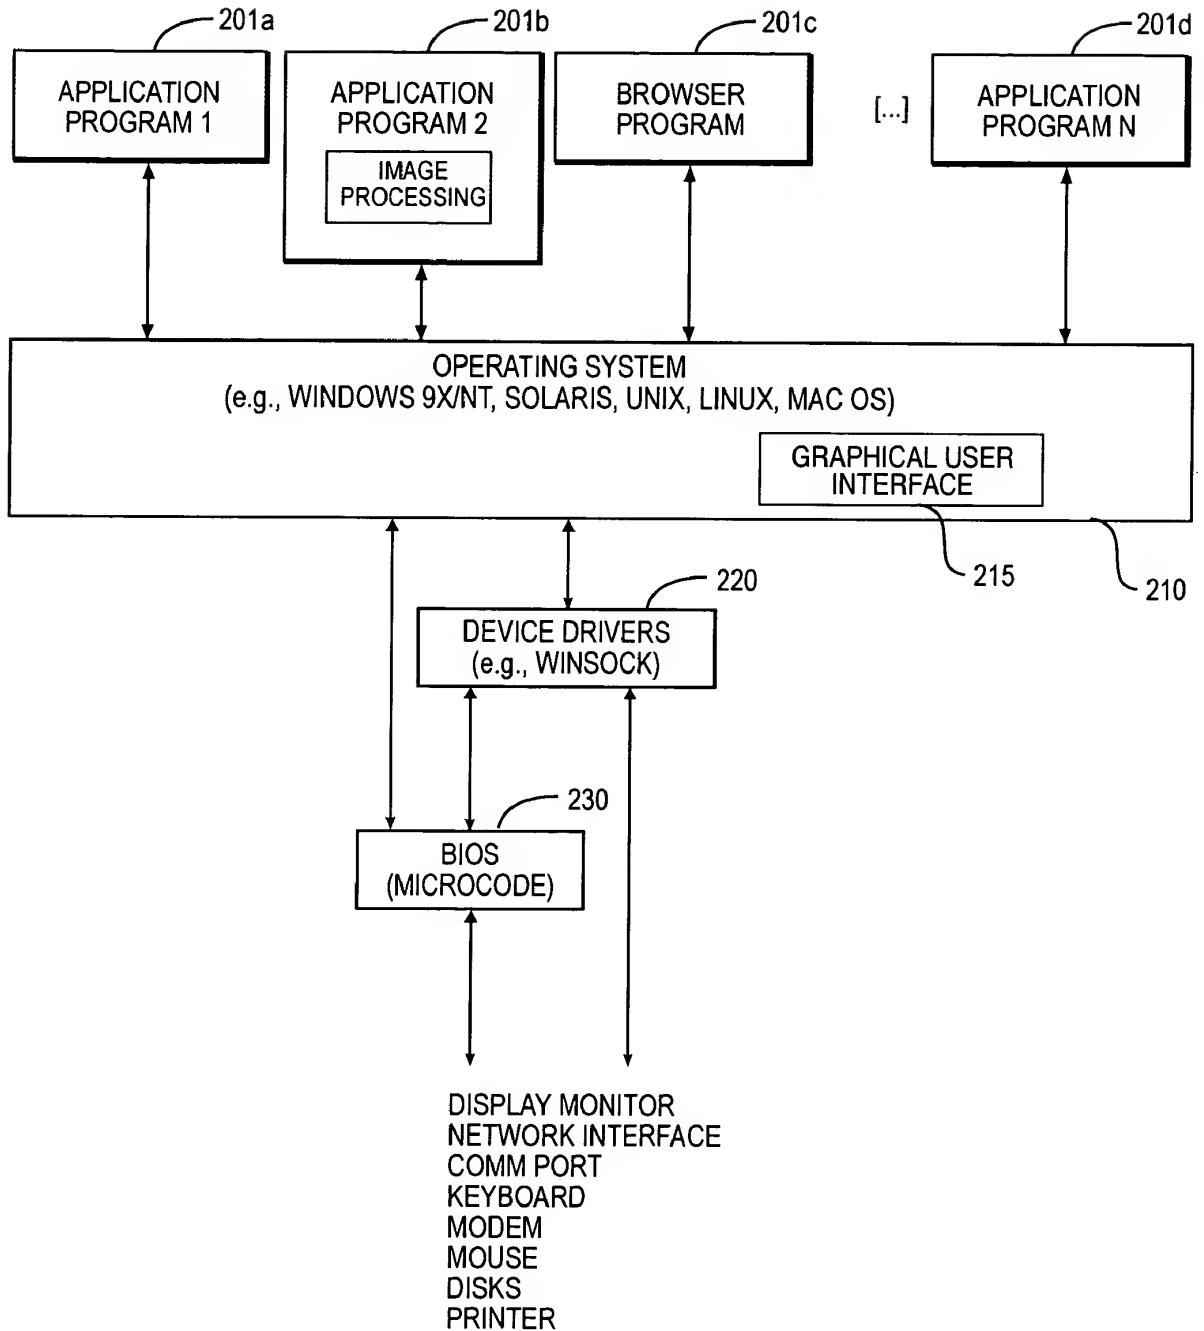 201a
201b
201c
201d
APPLICATION
PROGRAM 1
APPLICATION
PROGRAM 2
IMAGE
PROCESSING
BROWSER
PROGRAM
[...]
APPLICATION
PROGRAM N
OPERATING SYSTEM
(e.g., WINDOWS 9X/NT, SOLARIS, UNIX, LINUX, MAC OS)
GRAPHICAL USER
INTERFACE
215
210
220
DEVICE DRIVERS
(e.g., WINSOCK)
230
BIOS
(MICROCODE)
DISPLAY MONITOR
NETWORK INTERFACE
COMM PORT
KEYBOARD
MODEM
MOUSE
DISKS
PRINTER